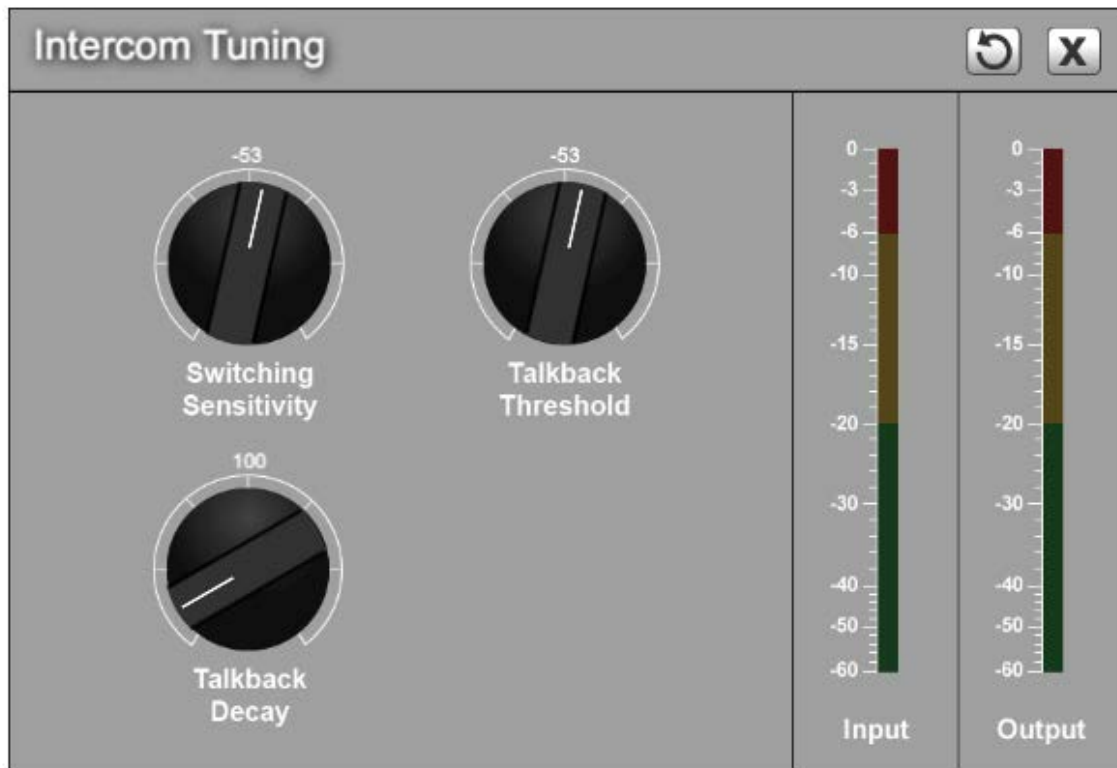 Intercom Tuning
X
-53
Switching
Sensitivity
-53
Talkback
Threshold
100
Talkback
Decay
0
-3
-6
-10
-15
-20
-30
-40
-50
-60
Input
0
-3
-6
-10
-15
-20
-30
-40
-50
-60
Output